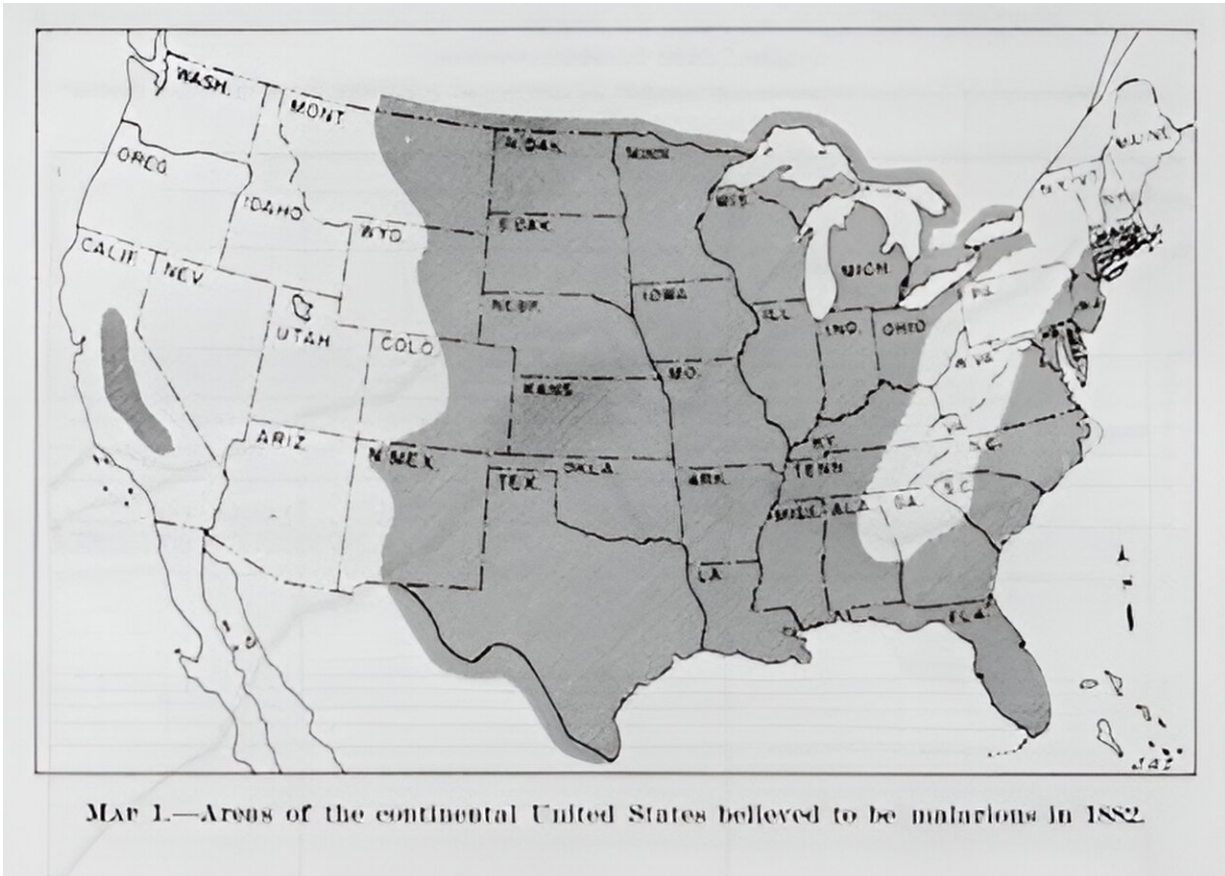 WASH.
MONT.
N.DAK.
MINN.
MAINE
OREG.
N.Y.
VT.
N.H.
IDAHO
WIS.
WYO.
S.DAK.
MASS.
CALIF.
NEV.
MICH.
NEBR.
IOWA
PA.
ILL.
IND.
OHIO
N.J.
UTAH
COLO.
W.VA.
MO.
KANS.
VA.
ARIZ.
KY.
N.C.
N.MEX.
OKLA.
TENN.
TEX.
ARK.
S.C.
MISS.
ALA.
GA.
LA.
FLA.
MAP 1.—Areas of the continental United States believed to be malarious in 1882.